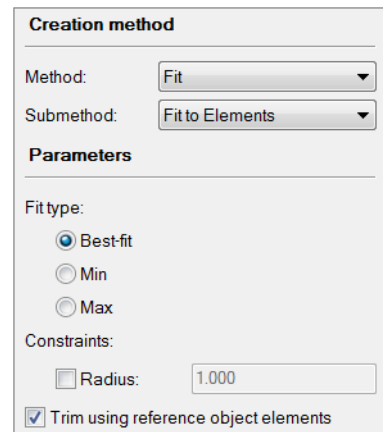 Creation method
Method: Fit
Submethod: Fit to Elements
Parameters
Fit type:
Best-fit
Min
Max
Constraints:
Radius: 1.000
Trim using reference object elements